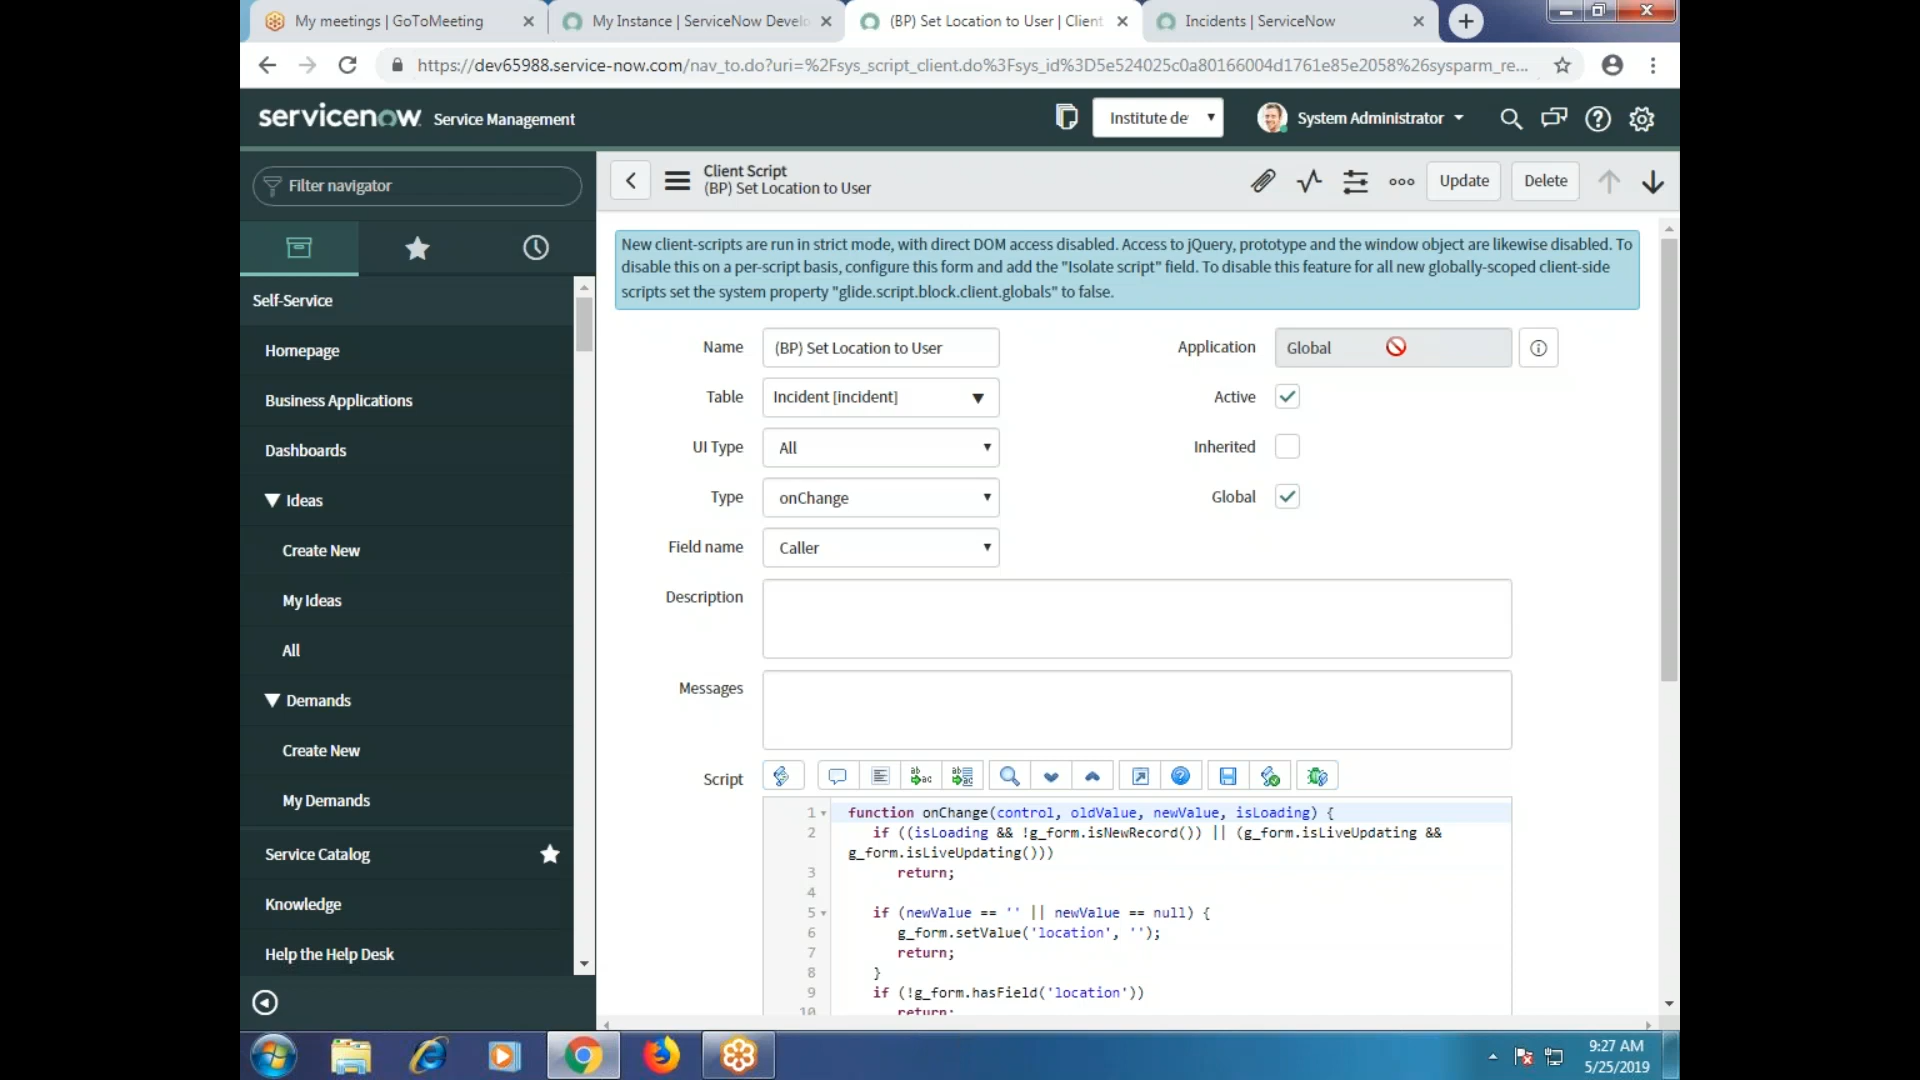 My meetings | GoToMeeting
My Instance | ServiceNow Develo
(BP) Set Location to User | Client
Incidents | ServiceNow
https://dev65988.service-now.com/nav_to.do?uri=%2Fsys_script_client.do%3Fsys_id%3D5e524025c0a80166004d1761e85e2058%26sysparm_re...
servicenow Service Management
Institute de
System Administrator
Filter navigator
Client Script
(BP) Set Location to User
Update
Delete
Self-Service
Homepage
Business Applications
Dashboards
Ideas
Create New
My Ideas
All
Demands
Create New
My Demands
Service Catalog
Knowledge
Help the Help Desk
New client-scripts are run in strict mode, with direct DOM access disabled. Access to jQuery, prototype and the window object are likewise disabled. To
disable this on a per-script basis, configure this form and add the "Isolate script" field. To disable this feature for all new globally-scoped client-side
scripts set the system property "glide.script.block.client.globals" to false.
Name (BP) Set Location to User
Application Global
Table Incident [incident]
Active
UI Type All
Inherited
Type onChange
Global
Field name Caller
Description
Messages
Script
1 function onChange(control, oldValue, newValue, isLoading) {
2 if ((isLoading && !g_form.isNewRecord()) || (g_form.isLiveUpdating &&
g_form.isLiveUpdating()))
3 return;
4
5 if (newValue == '' || newValue == null) {
6 g_form.setValue('location', '');
7 return;
8 }
9 if (!g_form.hasField('location'))
10 return;
9:27 AM
5/25/2019